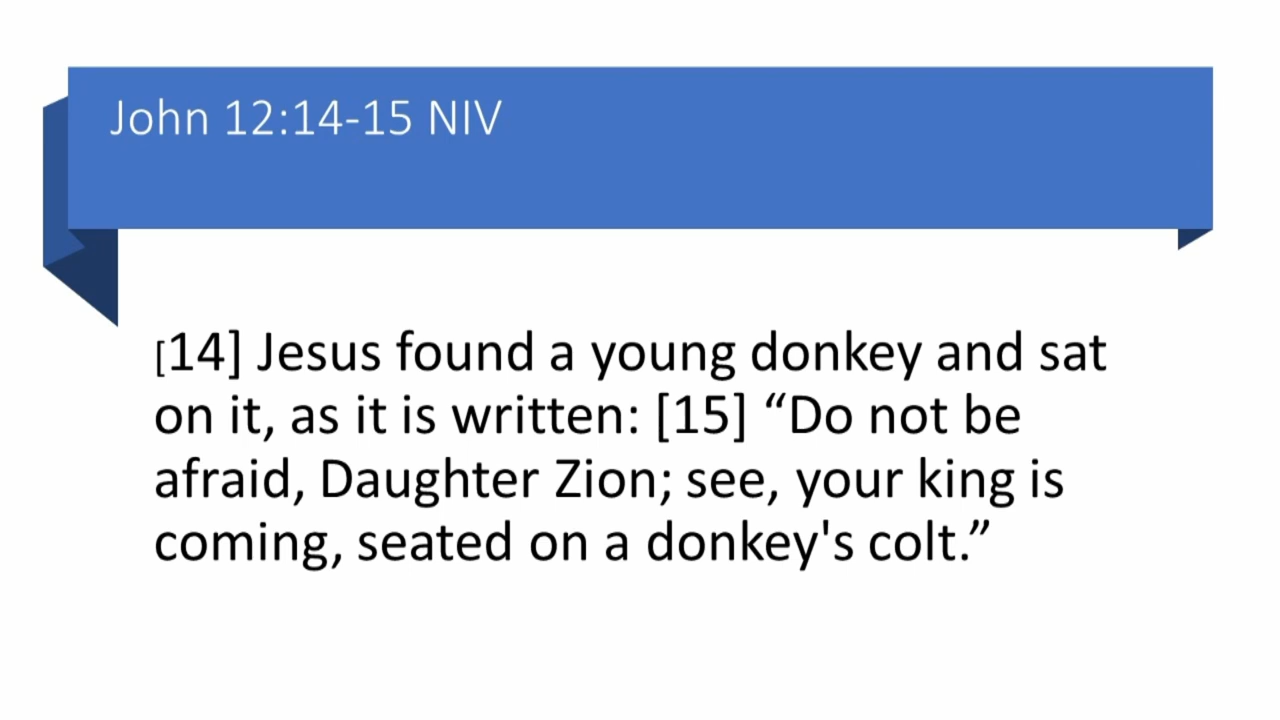 John 12:14-15 NIV
[14] Jesus found a young donkey and sat
on it, as it is written: [15] “Do not be
afraid, Daughter Zion; see, your king is
coming, seated on a donkey's colt.”